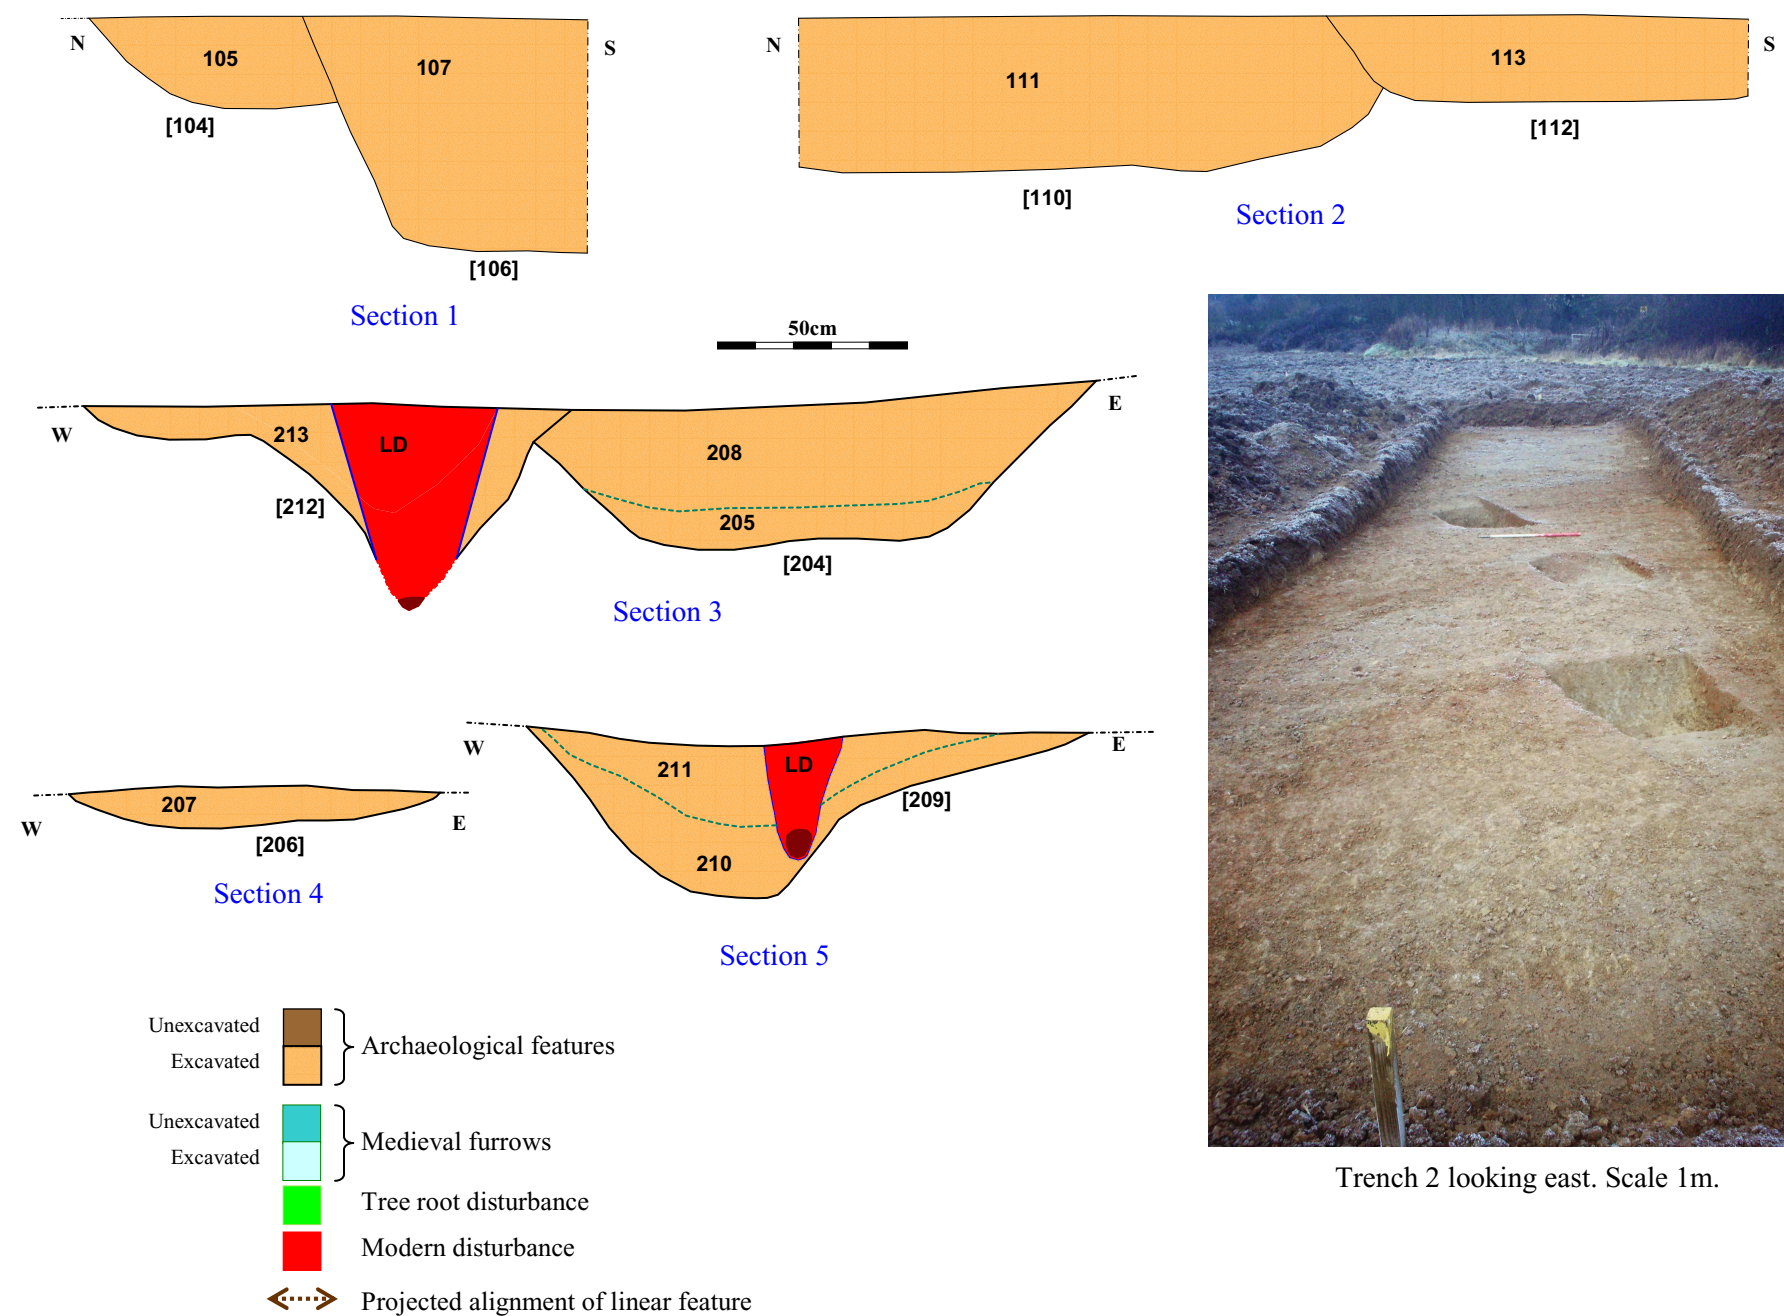 N
105
107
S
[104]
[106]
Section 1
N
111
113
S
[110]
[112]
Section 2
50cm
W
213
LD
208
E
[212]
205
[204]
Section 3
W
207
E
[206]
Section 4
W
211
LD
E
[209]
210
Section 5
Unexcavated
Excavated
Archaeological features
Unexcavated
Excavated
Medieval furrows
Tree root disturbance
Modern disturbance
Projected alignment of linear feature
Trench 2 looking east. Scale 1m.